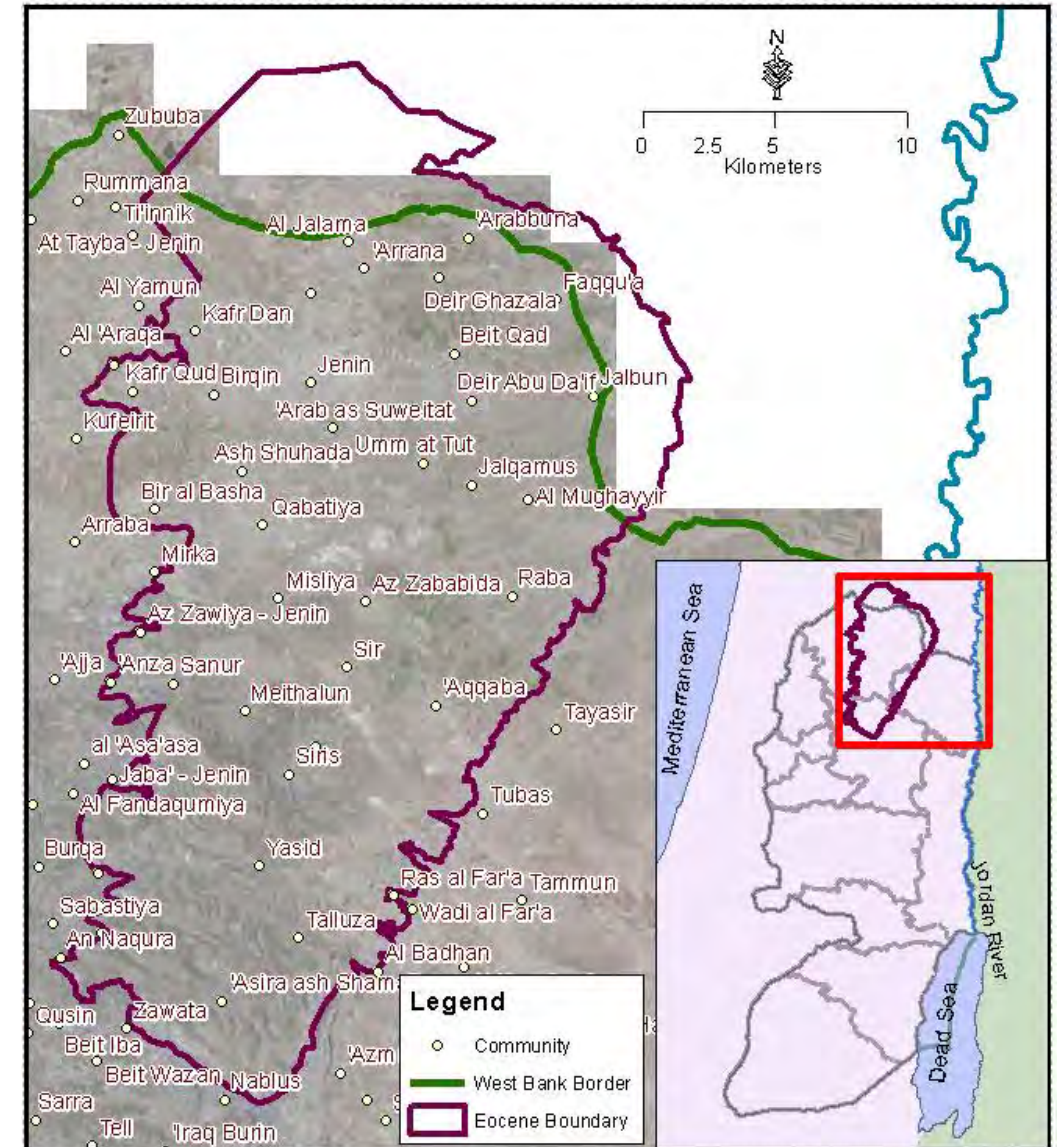 N
Zububa
0 2.5 5 10
Kilometers
Rummana
Ti'innik
Al Jalama
'Arabbuna
At Tayba - Jenin
'Arrana
Al Yamun
Faqqu'a
Kafr Dan
Deir Ghazala
Al 'Araqa
Beit Qad
Kafr Qud
Birqin
Jenin
Deir Abu Da'if
Jalbun
Kufeirit
'Arab as Suweitat
Ash Shuhada
Umm at Tut
Jalqamus
Bir al Basha
Al Mughayyir
Qabatiya
Arraba
Mirka
Misliya
Az Zababida
Raba
Az Zawiya - Jenin
'Ajja
'Anza
Sanur
Sir
Meithalun
'Aqqaba
Tayasir
al 'Asa'asa
Siris
Jaba' - Jenin
Al Fandaqumiya
Tubas
Burqa
Yasid
Ras al Far'a
Tammun
Sabastiya
Wadi al Far'a
Talluza
An Naqura
Al Badhan
'Asira ash Sham
Qusin
Zawata
Beit Iba
'Azm
Beit Wazan
Nablus
Sarra
Tell
'Iraq Burin
Legend
Community
West Bank Border
Eocene Boundary
Mediterranean Sea
Jordan River
Dead Sea